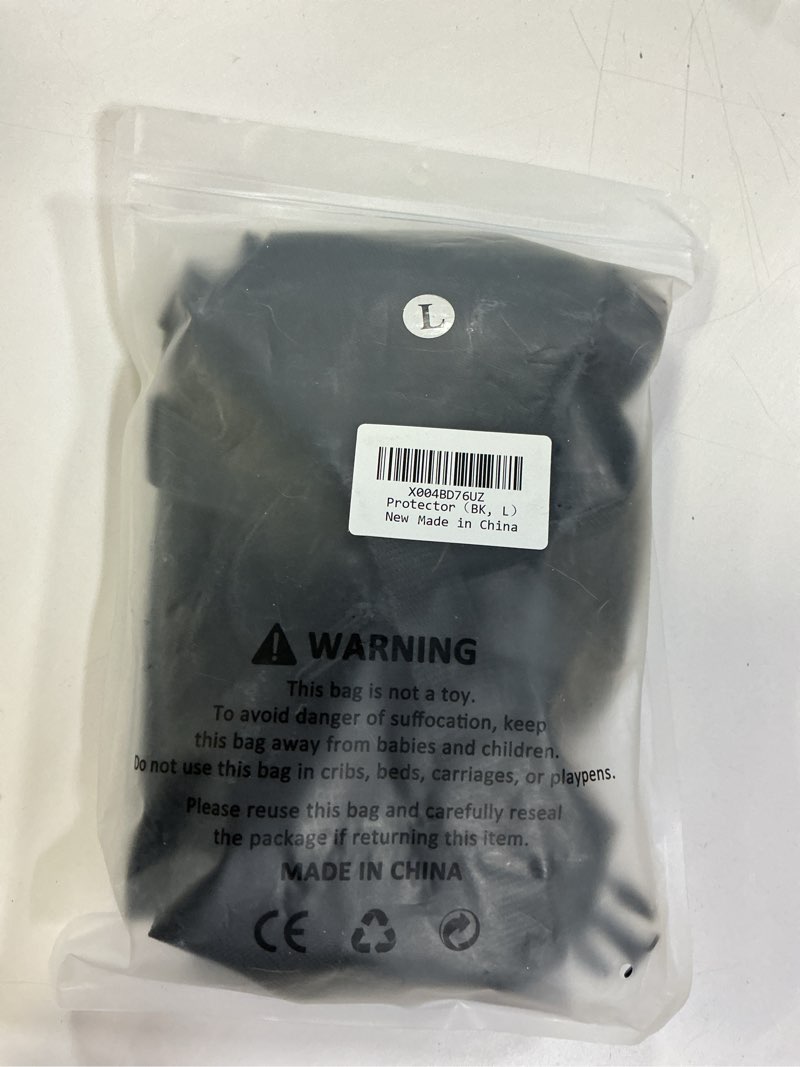 L
X004BD76UZ
Protector（BK, L）
New Made in China
WARNING
This bag is not a toy.
To avoid danger of suffocation, keep
this bag away from babies and children.
Do not use this bag in cribs, beds, carriages, or playpens.
Please reuse this bag and carefully reseal
the package if returning this item.
MADE IN CHINA
CE